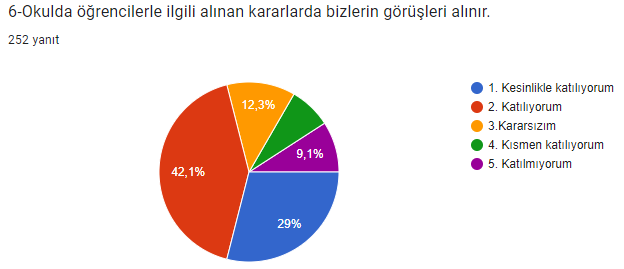 6-Okulda öğrencilerle ilgili alınan kararlarda bizlerin görüşleri alınır.
252 yanıt
12,3%
9,1%
42,1%
29%
1. Kesinlikle katılıyorum
2. Katılıyorum
3.Kararsızım
4. Kısmen katılıyorum
5. Katılmıyorum